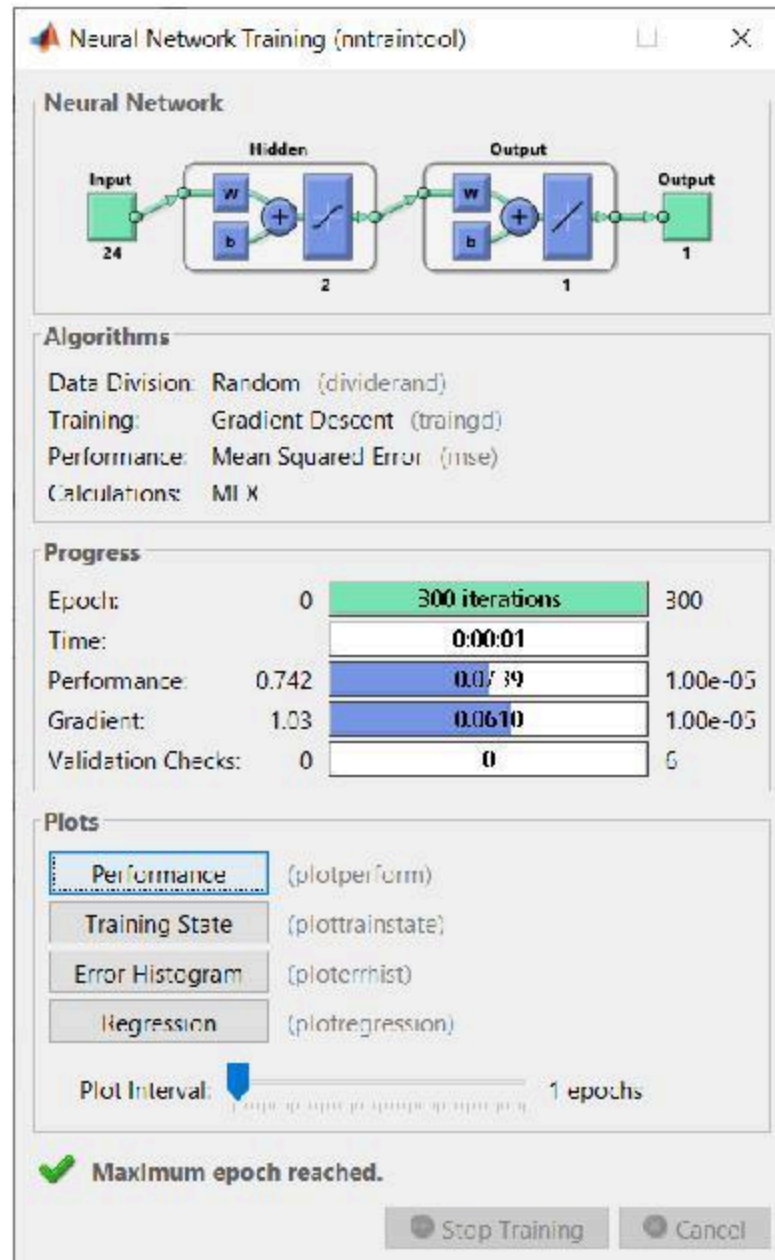 Neural Network Training (nntraintool)
Neural Network
Hidden Output
Input Output
W W
b b
24 2 1 1
Algorithms
Data Division: Random (dividerand)
Training: Gradient Descent (traingd)
Performance: Mean Squared Error (mse)
Calculations: MEX
Progress
Epoch: 0 300 iterations 300
Time: 0:00:01
Performance: 0.742 0.0739 1.00e-05
Gradient: 1.03 0.0610 1.00e-05
Validation Checks: 0 0 6
Plots
Performance (plotperform)
Training State (plottrainstate)
Error Histogram (ploterrhist)
Regression (plotregression)
Plot Interval: 1 epochs
Maximum epoch reached.
Stop Training Cancel